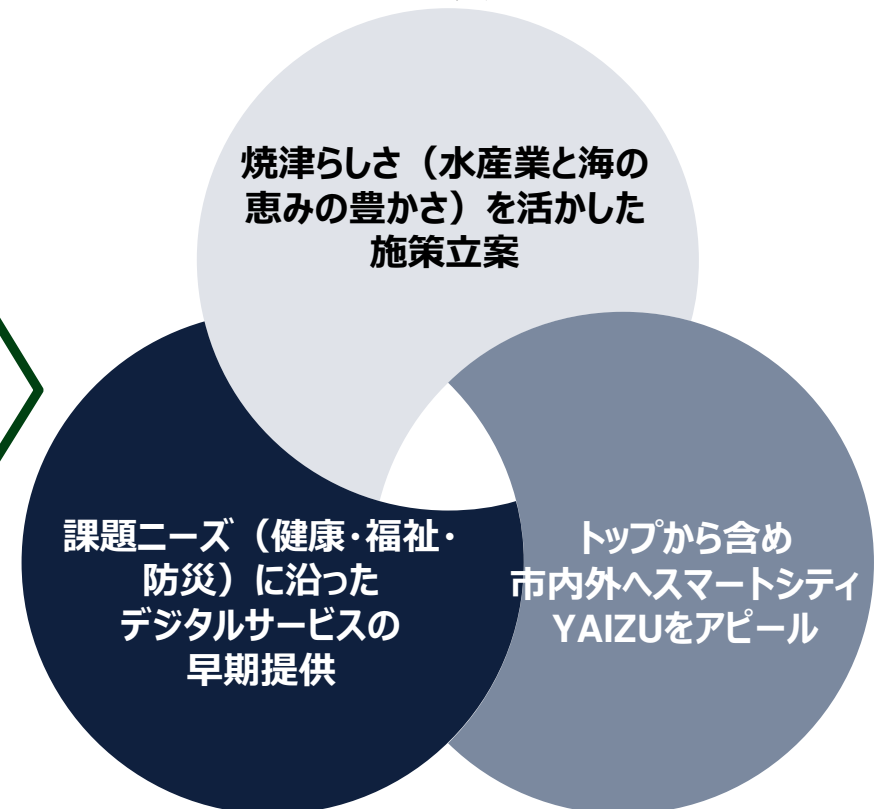 焼津らしさ（水産業と海の
恵みの豊かさ）を活かした
施策立案
課題ニーズ（健康・福祉・
防災）に沿った
デジタルサービスの
早期提供
トップから含め
市内外へスマートシティ
YAIZUをアピール